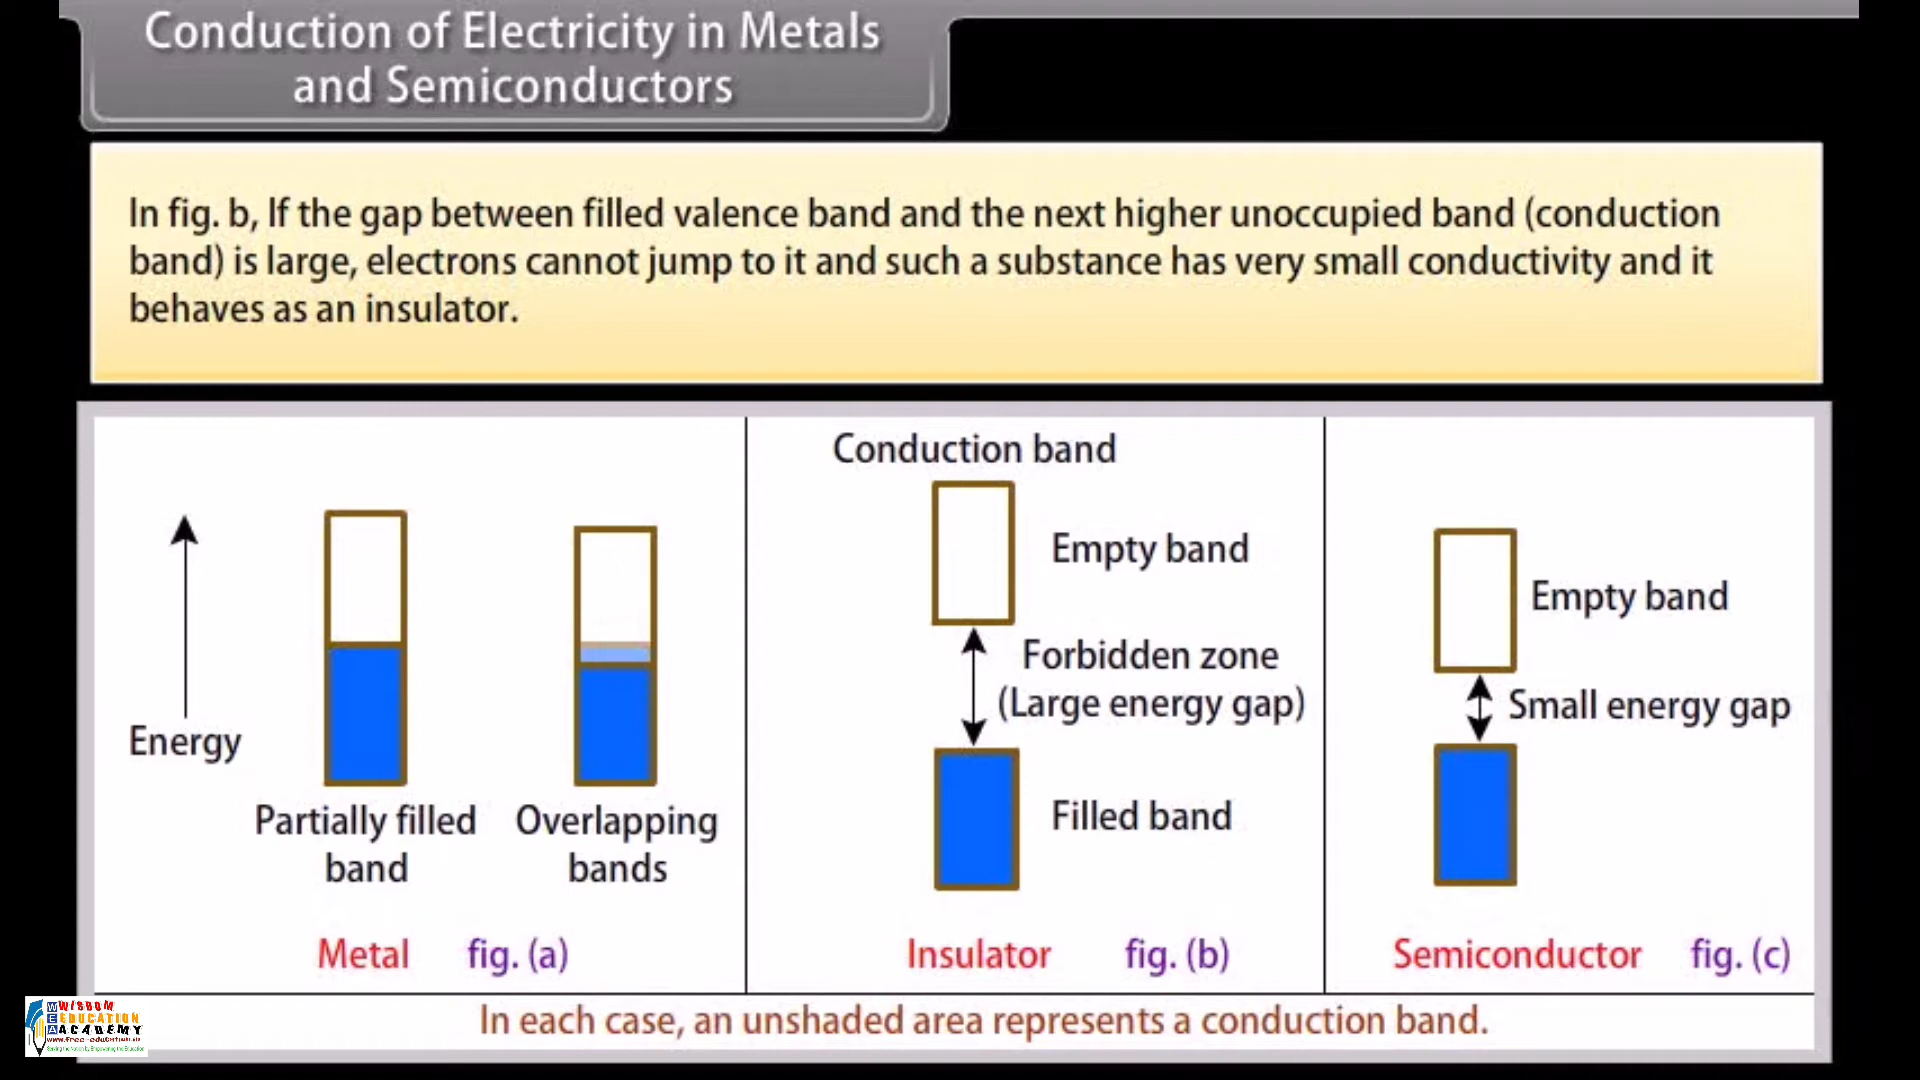 Conduction of Electricity in Metals
and Semiconductors
In fig. b, If the gap between filled valence band and the next higher unoccupied band (conduction
band) is large, electrons cannot jump to it and such a substance has very small conductivity and it
behaves as an insulator.
Energy
Partially filled
band
Overlapping
bands
Metal fig. (a)
Conduction band
Empty band
Forbidden zone
(Large energy gap)
Filled band
Insulator fig. (b)
Empty band
Small energy gap
Semiconductor fig. (c)
In each case, an unshaded area represents a conduction band.
WISDOM
EDUCATION
ACADEMY